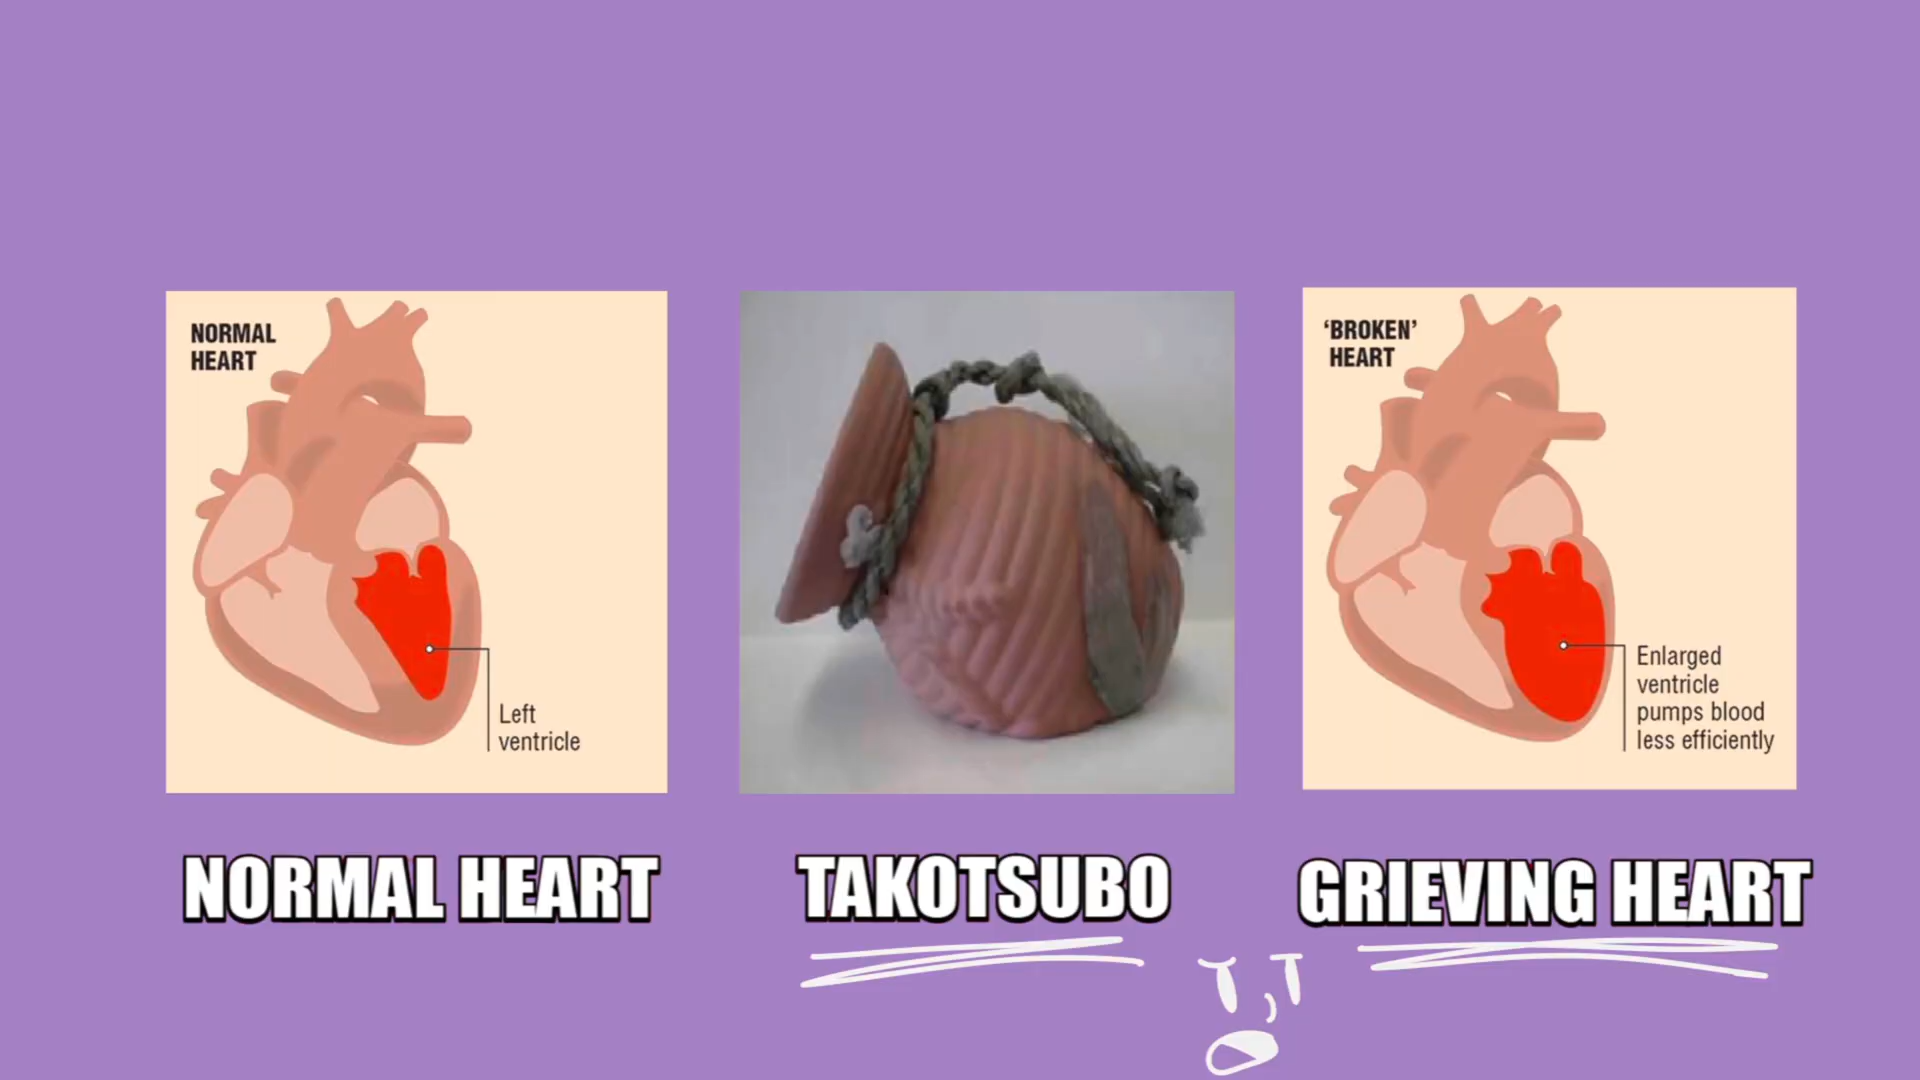 NORMAL
HEART
Left
ventricle
‘BROKEN’
HEART
Enlarged
ventricle
pumps blood
less efficiently
NORMAL HEART
TAKOTSUBO
GRIEVING HEART